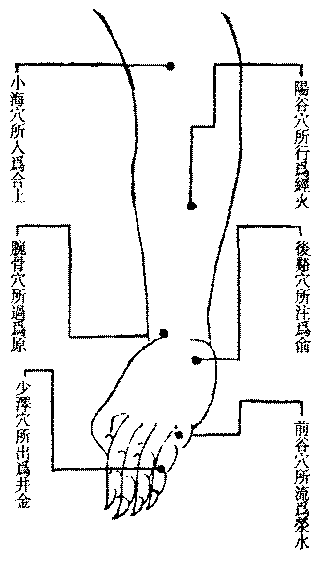 陽谷穴所行爲經火
後谿穴所注爲俞
前谷穴所流爲滎水
小海穴所入爲合土
腕骨穴所過爲原
少澤穴所出爲井金